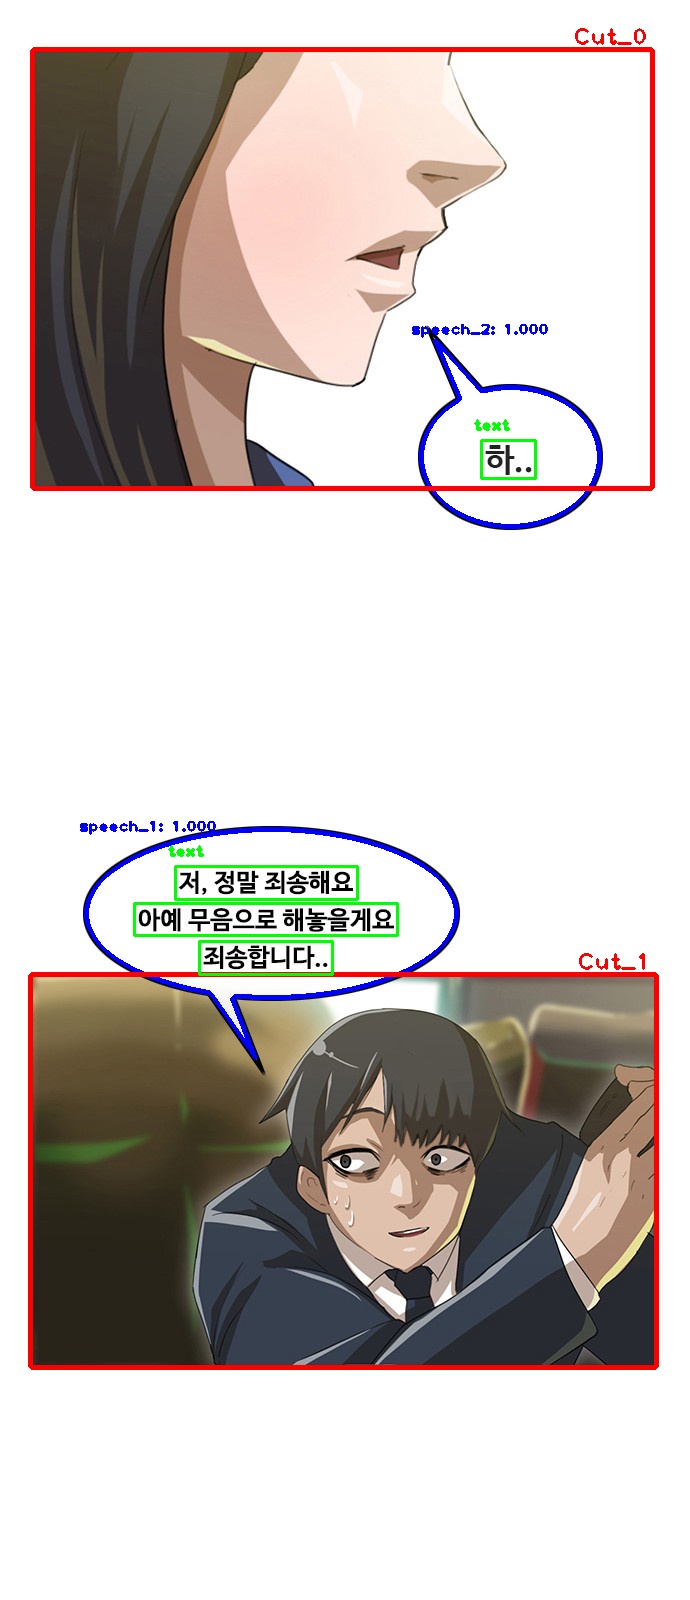 Cut_0
speech_2: 1.000
text
하..
speech_1: 1.000
text
저, 정말 죄송해요
아예 무음으로 해놓을게요
죄송합니다..
Cut_1